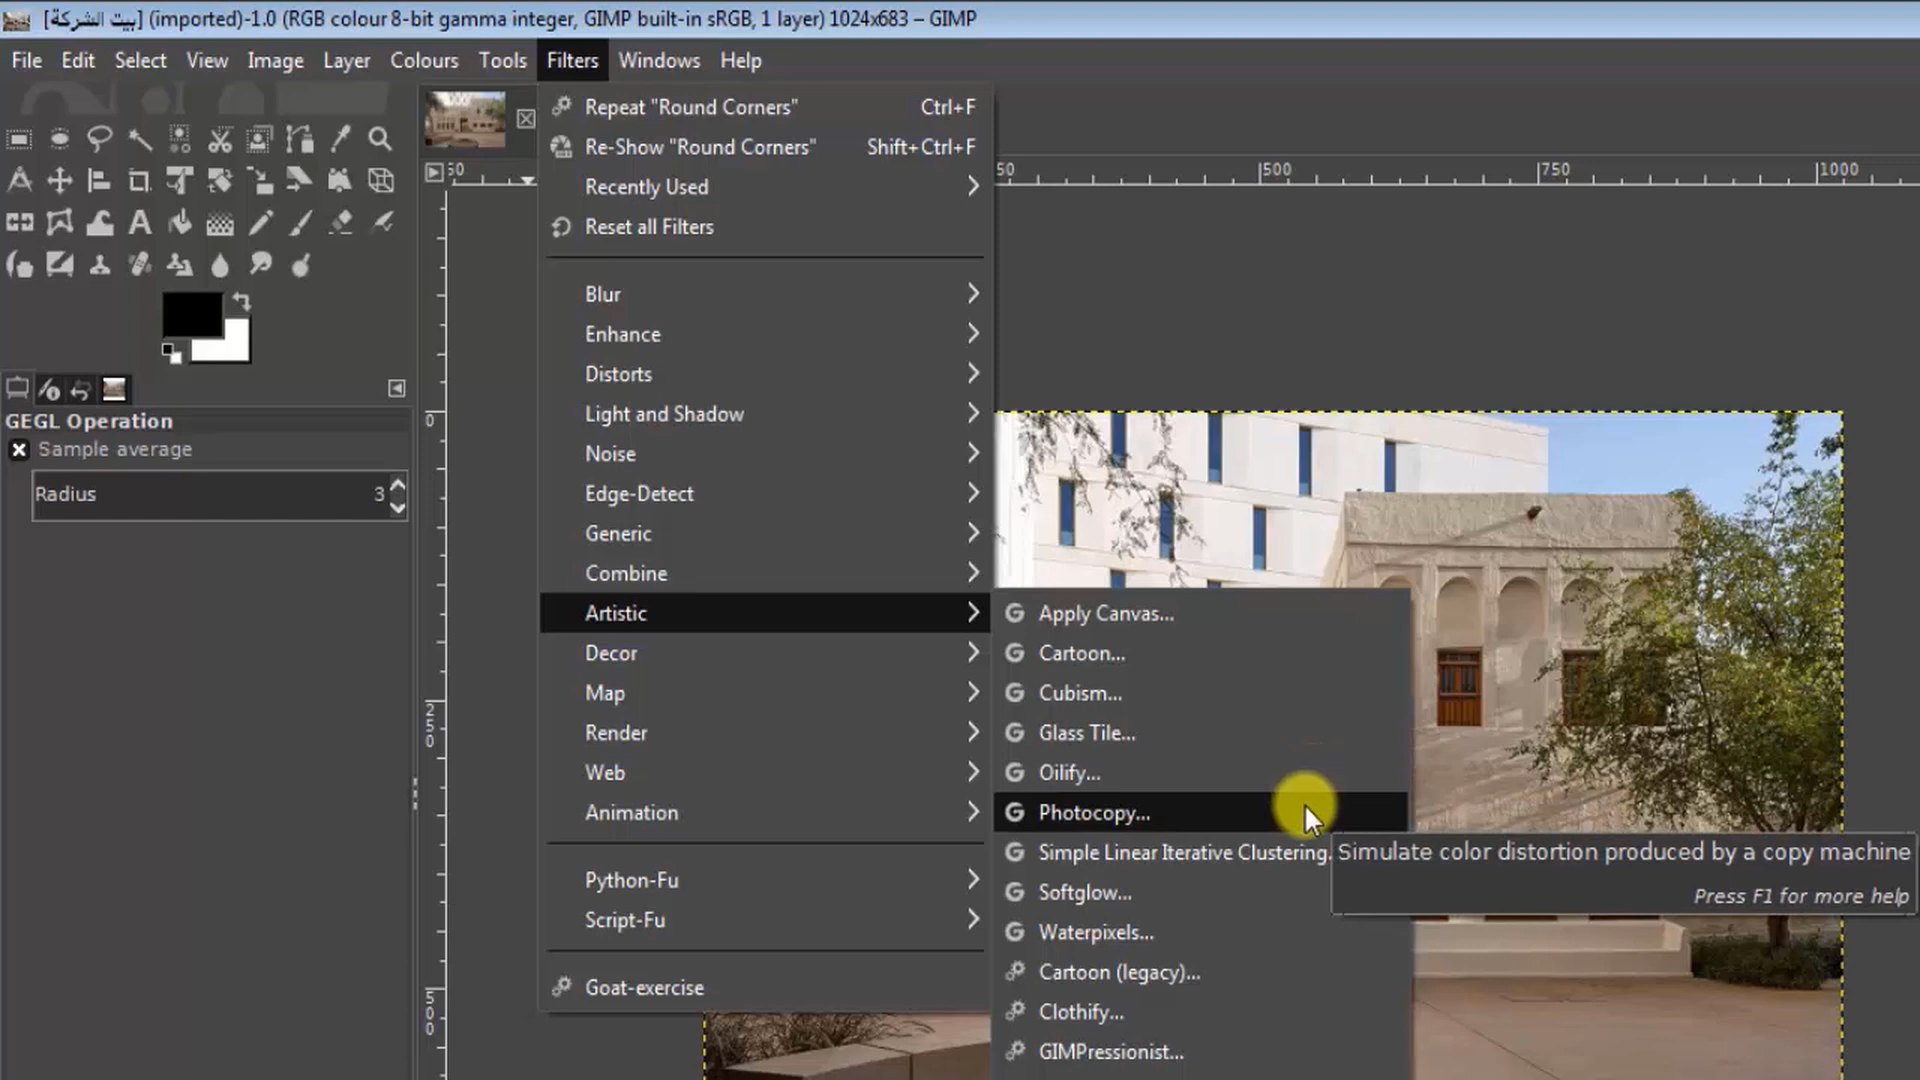 [بيت الشركة] (imported)-1.0 (RGB colour 8-bit gamma integer, GIMP built-in sRGB, 1 layer) 1024x683 – GIMP
File Edit Select View Image Layer Colours Tools Filters Windows Help
Repeat "Round Corners" Ctrl+F
Re-Show "Round Corners" Shift+Ctrl+F
Recently Used
Reset all Filters
Blur
Enhance
Distorts
Light and Shadow
Noise
Edge-Detect
Generic
Combine
Artistic
Decor
Map
Render
Web
Animation
Python-Fu
Script-Fu
Goat-exercise
Apply Canvas...
Cartoon...
Cubism...
Glass Tile...
Oilify...
Photocopy...
Simple Linear Iterative Clustering.
Softglow...
Waterpixels...
Cartoon (legacy)...
Clothify...
GIMPressionist...
Simulate color distortion produced by a copy machine
Press F1 for more help
GEGL Operation
Sample average
Radius 3
50
50
500
750
1000
0
250
500